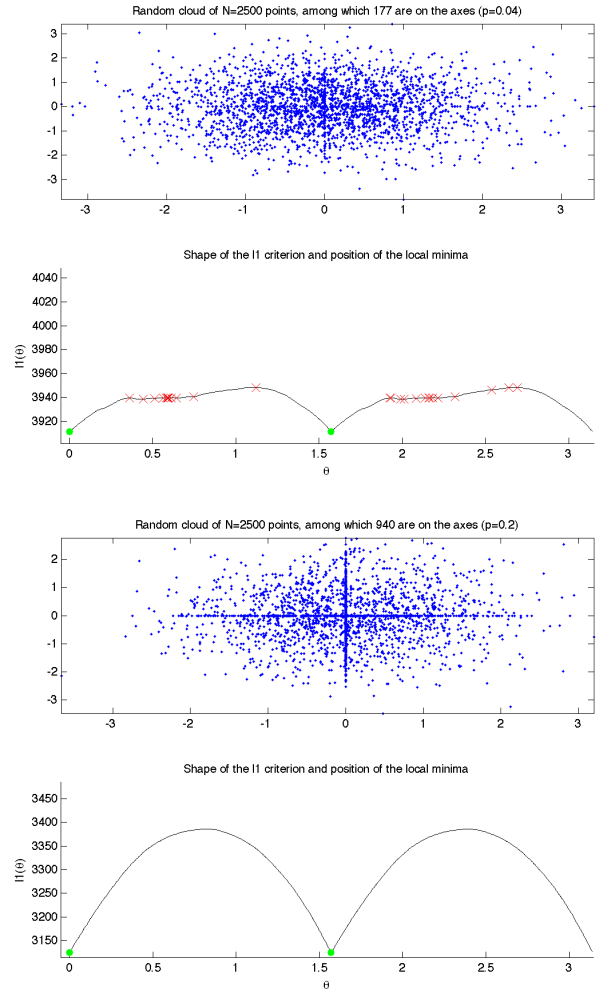 Random cloud of N=2500 points, among which 177 are on the axes (p=0.04)
3
2
1
0
-1
-2
-3
-3 -2 -1 0 1 2 3
Shape of the l1 criterion and position of the local minima
4040
4020
4000
3980
3960
3940
3920
l1(θ)
0 0.5 1 1.5 2 2.5 3
θ
Random cloud of N=2500 points, among which 940 are on the axes (p=0.2)
2
1
0
-1
-2
-3
-3 -2 -1 0 1 2 3
Shape of the l1 criterion and position of the local minima
3450
3400
3350
3300
3250
3200
3150
l1(θ)
0 0.5 1 1.5 2 2.5 3
θ